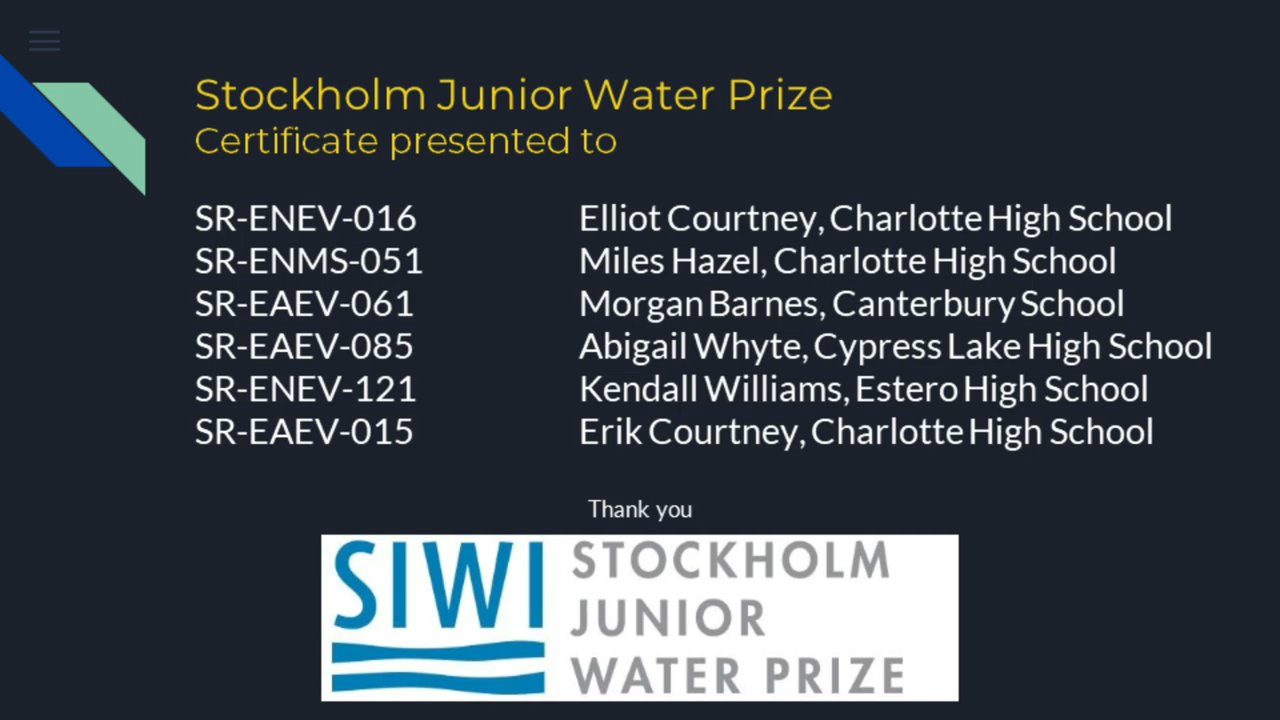 Stockholm Junior Water Prize
Certificate presented to
SR-ENEV-016 Elliot Courtney, Charlotte High School
SR-ENMS-051 Miles Hazel, Charlotte High School
SR-EAEV-061 Morgan Barnes, Canterbury School
SR-EAEV-085 Abigail Whyte, Cypress Lake High School
SR-ENEV-121 Kendall Williams, Estero High School
SR-EAEV-015 Erik Courtney, Charlotte High School
Thank you
SIWI
STOCKHOLM
JUNIOR
WATER PRIZE